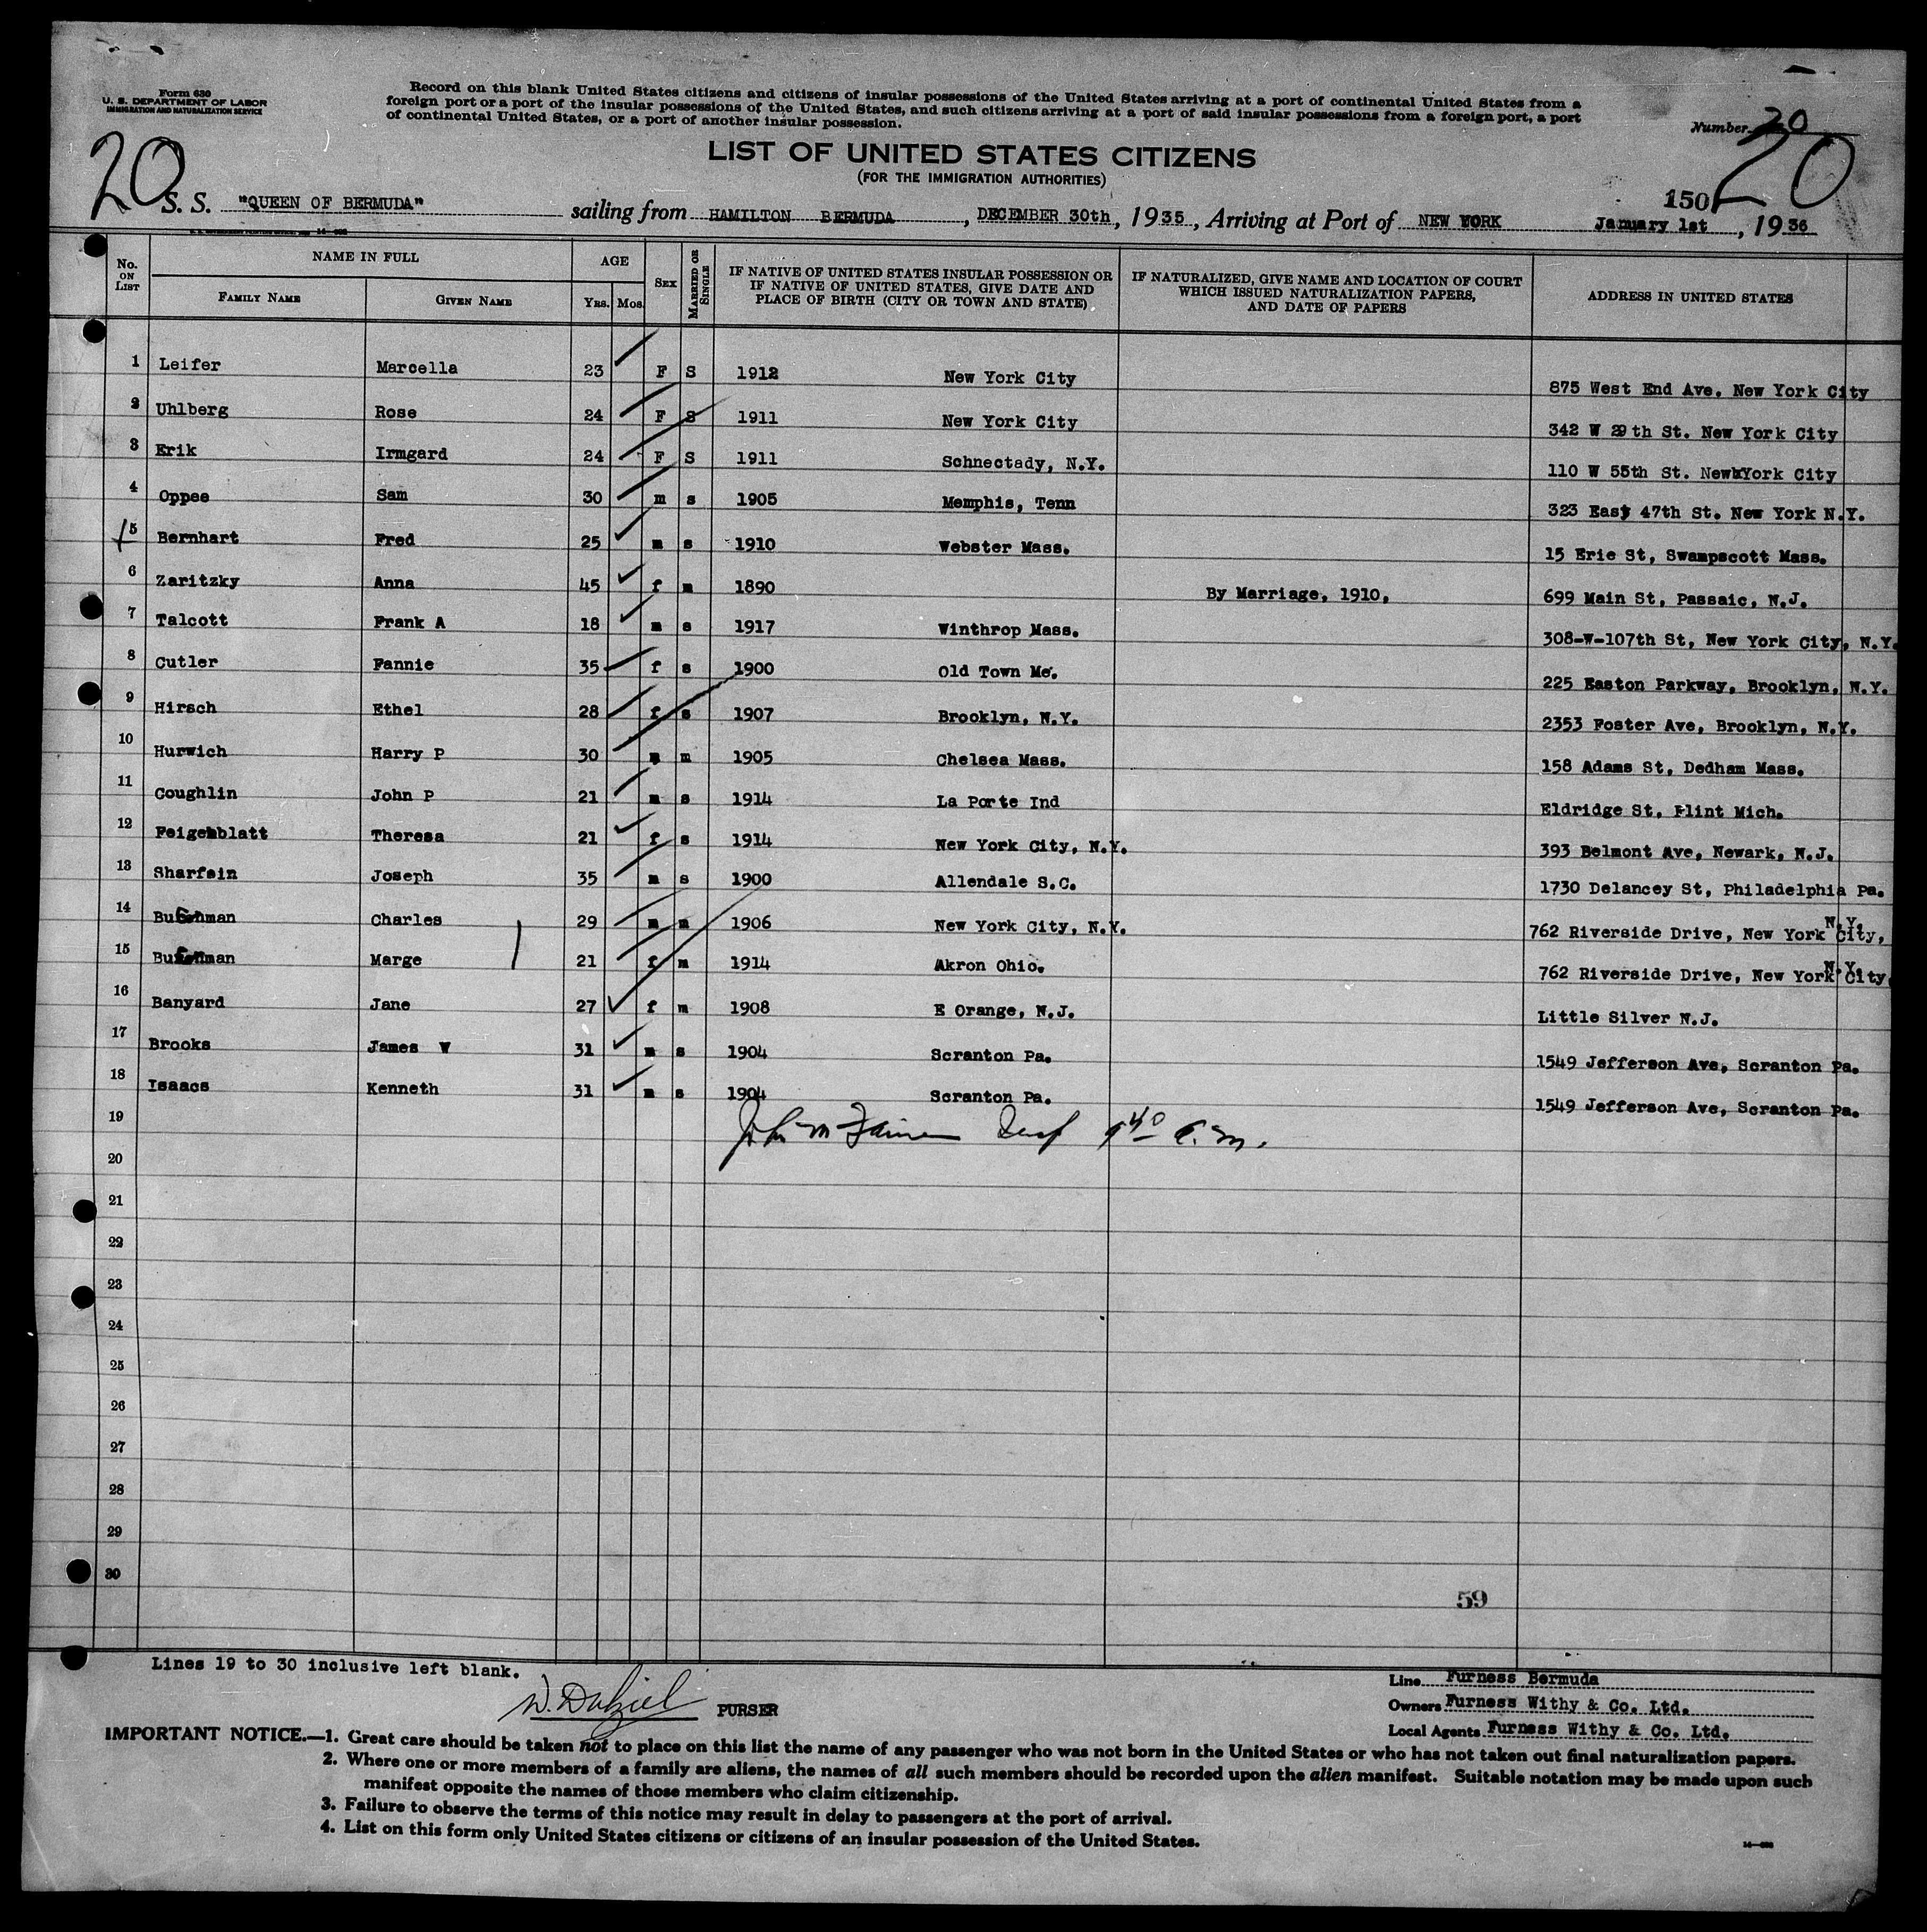 Form 630
U. S. DEPARTMENT OF LABOR
IMMIGRATION AND NATURALIZATION SERVICE
Record on this blank United States citizens and citizens of insular possessions of the United States arriving at a port of continental United States from a
foreign port or a port of the insular possessions of the United States, and such citizens arriving at a port of said insular possessions from a foreign port, a port
of continental United States, or a port of another insular possession.
Number 20
LIST OF UNITED STATES CITIZENS
(FOR THE IMMIGRATION AUTHORITIES)
20 20
150
S. S. "QUEEN OF BERMUDA" sailing from HAMILTON BERMUDA, DECEMBER 30th, 1935, Arriving at Port of NEW YORK January 1st, 1936
No. ON LIST NAME IN FULL AGE SEX MARRIED OR SINGLE IF NATIVE OF UNITED STATES INSULAR POSSESSION OR IF NATIVE OF UNITED STATES, GIVE DATE AND PLACE OF BIRTH (CITY OR TOWN AND STATE) IF NATURALIZED, GIVE NAME AND LOCATION OF COURT WHICH ISSUED NATURALIZATION PAPERS, AND DATE OF PAPERS ADDRESS IN UNITED STATES
FAMILY NAME GIVEN NAME YRS. MOS.
1 Leifer Marcella 23 F S 1912 New York City 875 West End Ave. New York City
2 Uhlberg Rose 24 F S 1911 New York City 342 W 29th St. New York City
3 Erik Irmgard 24 F S 1911 Schnectady, N.Y. 110 W 55th St. New York City
4 Oppee Sam 30 m s 1905 Memphis, Tenn 323 East 47th St. New York N.Y.
5 Bernhart Fred 25 m s 1910 Webster Mass. 15 Erie St, Swampscott Mass.
6 Zaritzky Anna 45 f m 1890 By Marriage, 1910, 699 Main St, Passaic, N.J.
7 Talcott Frank A 18 m s 1917 Winthrop Mass. 308-W-107th St, New York City, N.Y.
8 Cutler Fannie 35 f s 1900 Old Town Me. 225 Easton Parkway, Brooklyn, N.Y.
9 Hirsch Ethel 28 f s 1907 Brooklyn, N.Y. 2353 Foster Ave, Brooklyn, N.Y.
10 Hurwich Harry P 30 m m 1905 Chelsea Mass. 158 Adams St, Dedham Mass.
11 Coughlin John P 21 m s 1914 La Porte Ind Eldridge St, Flint Mich.
12 Feigenblatt Theresa 21 f s 1914 New York City, N.Y. 393 Belmont Ave, Newark, N.J.
13 Sharfsin Joseph 35 m s 1900 Allendale S.C. 1730 Delancey St, Philadelphia Pa.
14 Charles 29 m m 1906 New York City, N.Y. 762 Riverside Drive, New York City, N.Y.
15 Marge 21 f m 1914 Akron Ohio. 762 Riverside Drive, New York City, N.Y.
16 Banyard Jane 27 f m 1908 E Orange, N.J. Little Silver N.J.
17 Brooks James W 31 m s 1904 Scranton Pa. 1549 Jefferson Ave, Scranton Pa.
18 Isaacs Kenneth 31 m s 1904 Scranton Pa. 1549 Jefferson Ave, Scranton Pa.
19
20
21
22
23
24
25
26
27
28
29
30
59
Lines 19 to 30 inclusive left blank.
W. Dalziel PURSER
Line Furness Bermuda
Owners Furness Withy & Co. Ltd.
Local Agents Furness Withy & Co. Ltd.
IMPORTANT NOTICE.—1. Great care should be taken not to place on this list the name of any passenger who was not born in the United States or who has not taken out final naturalization papers.
2. Where one or more members of a family are aliens, the names of all such members should be recorded upon the alien manifest. Suitable notation may be made upon such
manifest opposite the names of those members who claim citizenship.
3. Failure to observe the terms of this notice may result in delay to passengers at the port of arrival.
4. List on this form only United States citizens or citizens of an insular possession of the United States.